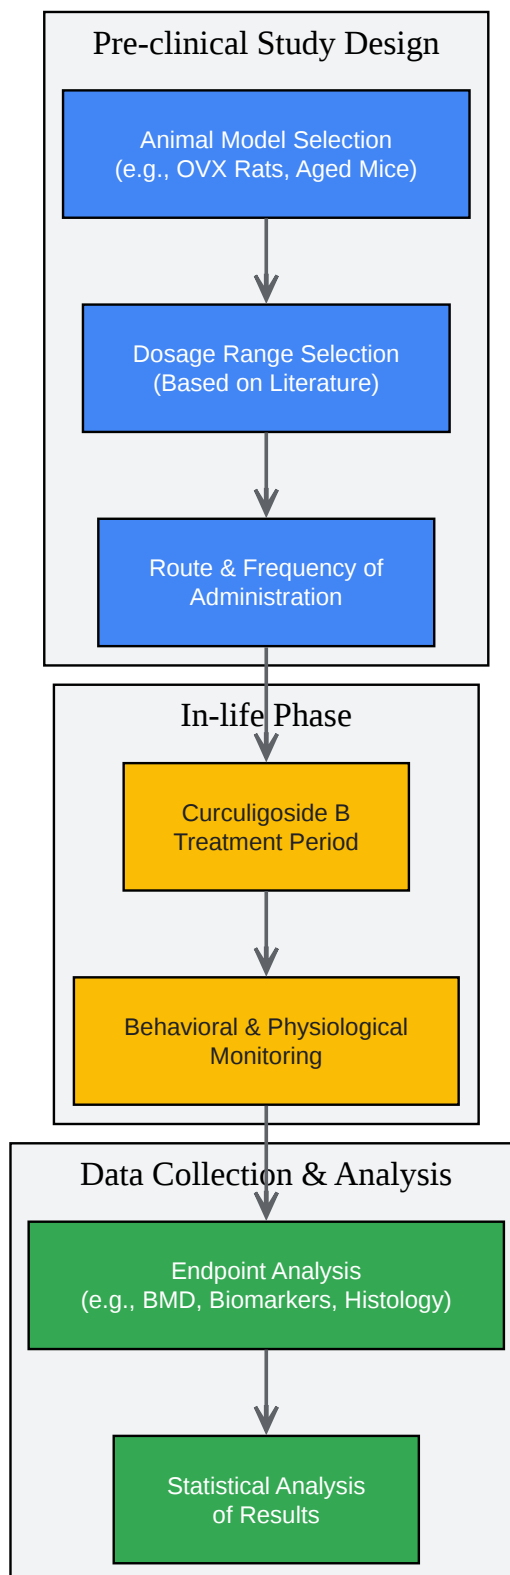 Pre-clinical Study Design
Animal Model Selection
(e.g., OVX Rats, Aged Mice)
Dosage Range Selection
(Based on Literature)
Route & Frequency of
Administration
In-life Phase
Curculigoside B
Treatment Period
Behavioral & Physiological
Monitoring
Data Collection & Analysis
Endpoint Analysis
(e.g., BMD, Biomarkers, Histology)
Statistical Analysis
of Results